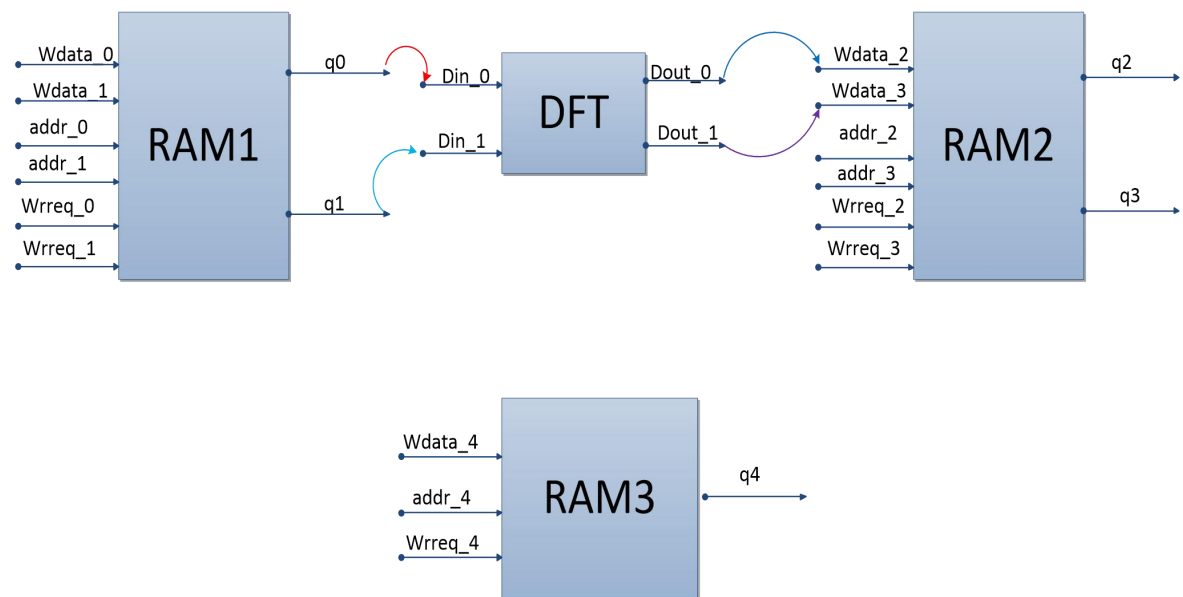 Wdata_0
Wdata_1
addr_0
addr_1
Wrreq_0
Wrreq_1
RAM1
q0
q1
Din_0
Din_1
DFT
Dout_0
Dout_1
Wdata_2
Wdata_3
addr_2
addr_3
Wrreq_2
Wrreq_3
RAM2
q2
q3
Wdata_4
addr_4
Wrreq_4
RAM3
q4